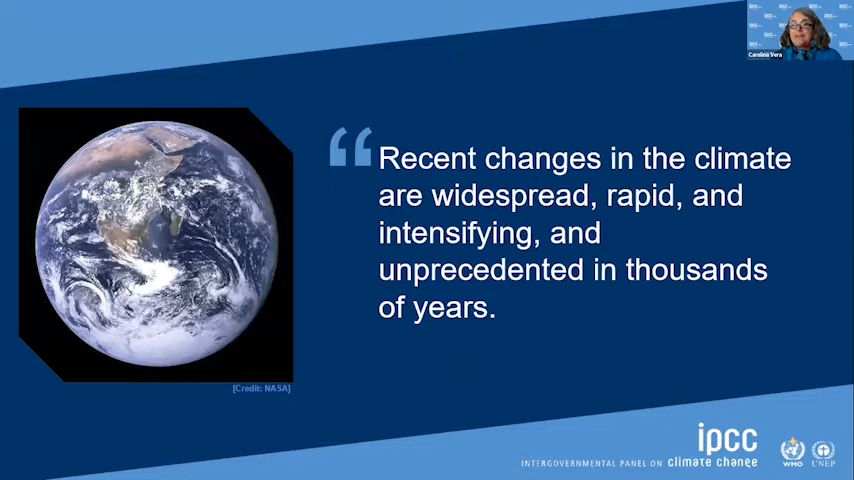 Carolina Vera
“
Recent changes in the climate
are widespread, rapid, and
intensifying, and
unprecedented in thousands
of years.
[Credit: NASA]
ipcc
INTERGOVERNMENTAL PANEL ON climate change
WMO
UNEP